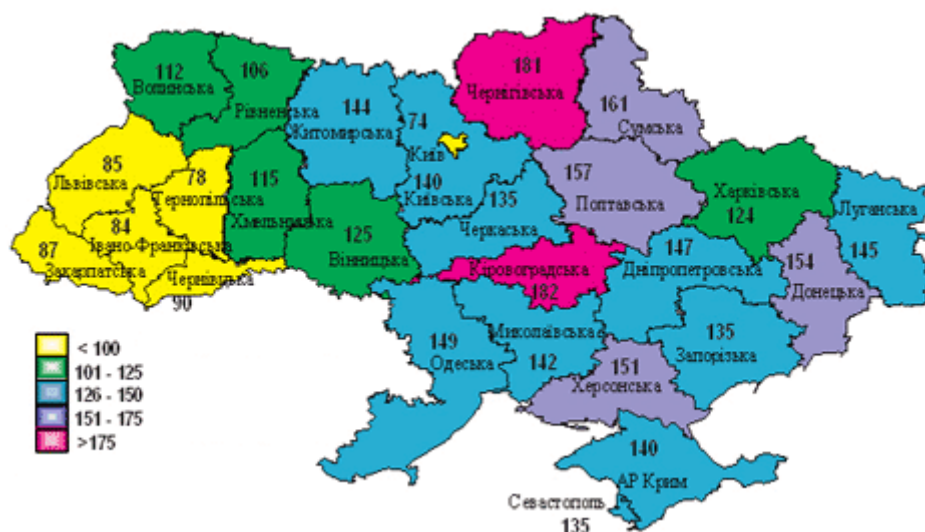 112
Волинська
106
Рівненська
144
Житомирська
74
Київ
181
Чернігівська
161
Сумська
85
Львівська
78
Тернопільська
115
Хмельницька
140
Київська
135
Черкаська
157
Полтавська
Харківська
124
Луганська
145
84
Івано-Франківська
87
Закарпатська
Чернівецька
90
125
Вінницька
Кіровоградська
182
147
Дніпропетровська
154
Донецька
149
Одеська
Миколаївська
142
151
Херсонська
135
Запорізька
140
АР Крим
Севастополь
135
< 100
101 - 125
126 - 150
151 - 175
>175